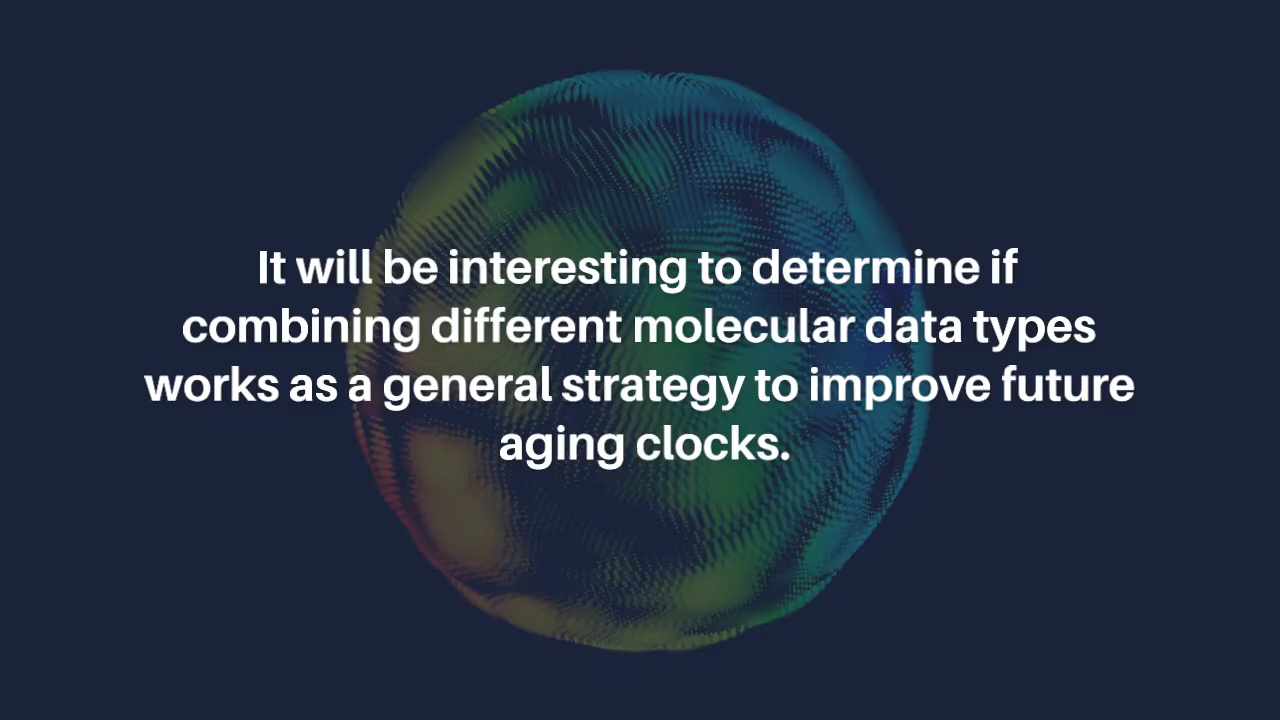 It will be interesting to determine if
combining different molecular data types
works as a general strategy to improve future
aging clocks.